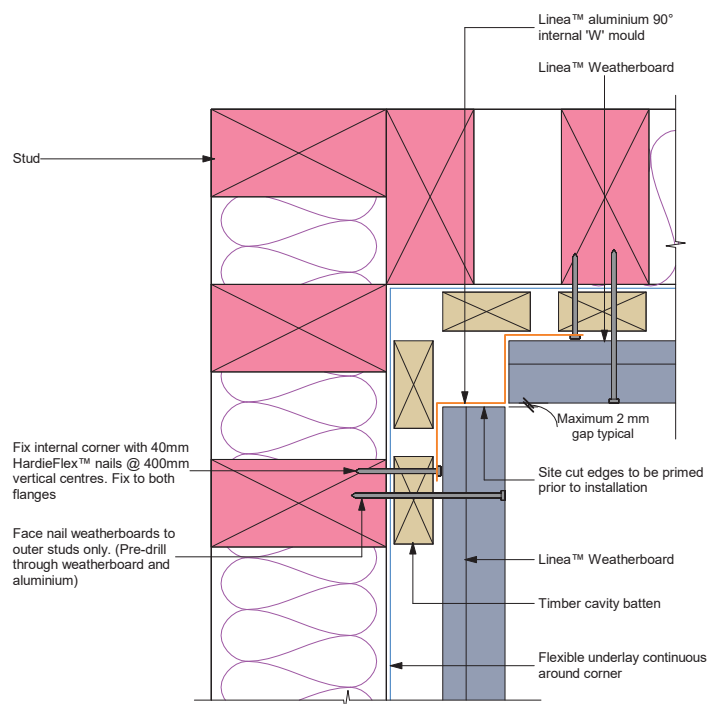 Linea™ aluminium 90°
internal 'W' mould
Linea™ Weatherboard
Stud
Maximum 2 mm
gap typical
Fix internal corner with 40mm
HardieFlex™ nails @ 400mm
vertical centres. Fix to both
flanges
Site cut edges to be primed
prior to installation
Face nail weatherboards to
outer studs only. (Pre-drill
through weatherboard and
aluminium)
Linea™ Weatherboard
Timber cavity batten
Flexible underlay continuous
around corner